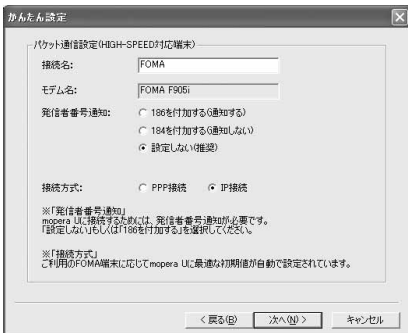 かんたん設定
パケット通信設定(HIGH-SPEED対応端末)
接続名: FOMA
モデム名: FOMA F905i
発信者番号通知: 186を付加する(通知する)
184を付加する(通知しない)
設定しない(推奨)
接続方式: PPP接続 IP接続
※「発信者番号通知」
mopera Uに接続するためには、発信者番号通知が必要です。
「設定しない」もしくは「186を付加する」を選択してください。
※「接続方式」
ご利用のFOMA端末に応じてmopera Uに最適な初期値が自動で設定されています。
< 戻る(B) 次へ(N) > キャンセル